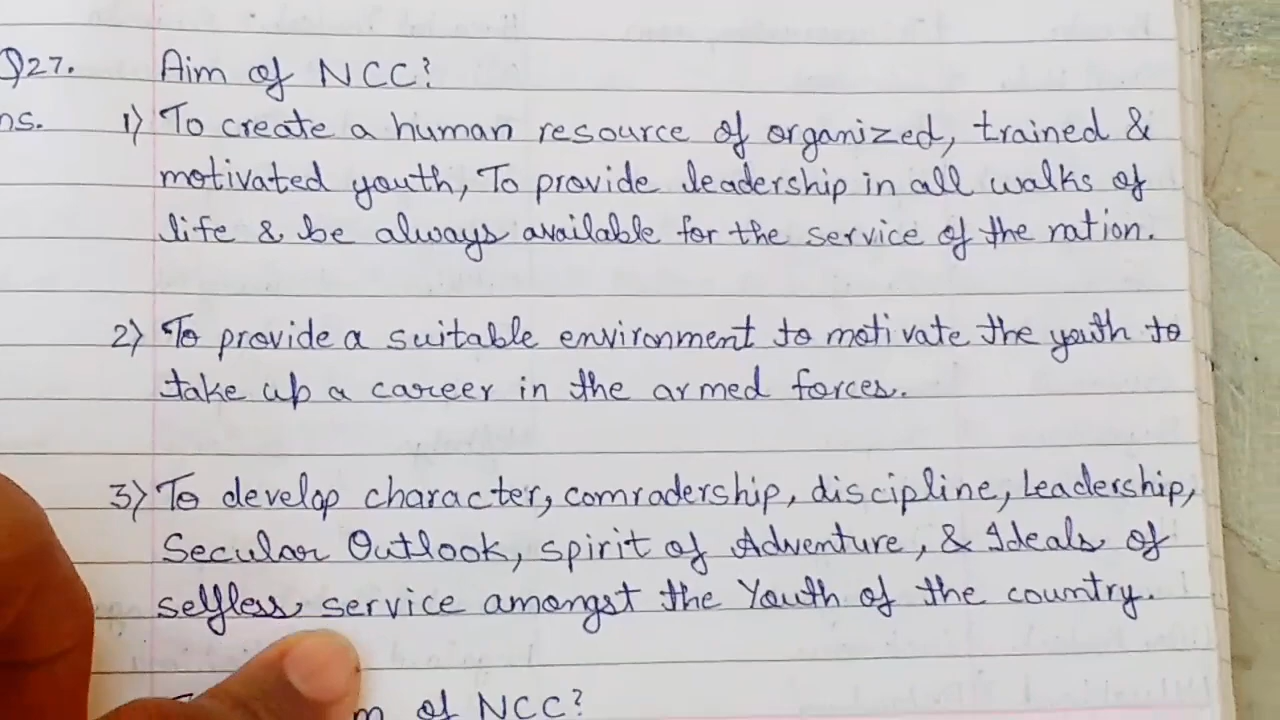 Q27. Aim of NCC?
ns. 1) To create a human resource of organized, trained &
motivated youth, To provide leadership in all walks of
life & be always available for the service of the nation.
2) To provide a suitable environment to motivate the youth to
take up a career in the armed forces.
3) To develop character, comradership, discipline, Leadership,
Secular Outlook, spirit of Adventure, & Ideals of
selfless service amongst the Youth of the country.
of NCC?